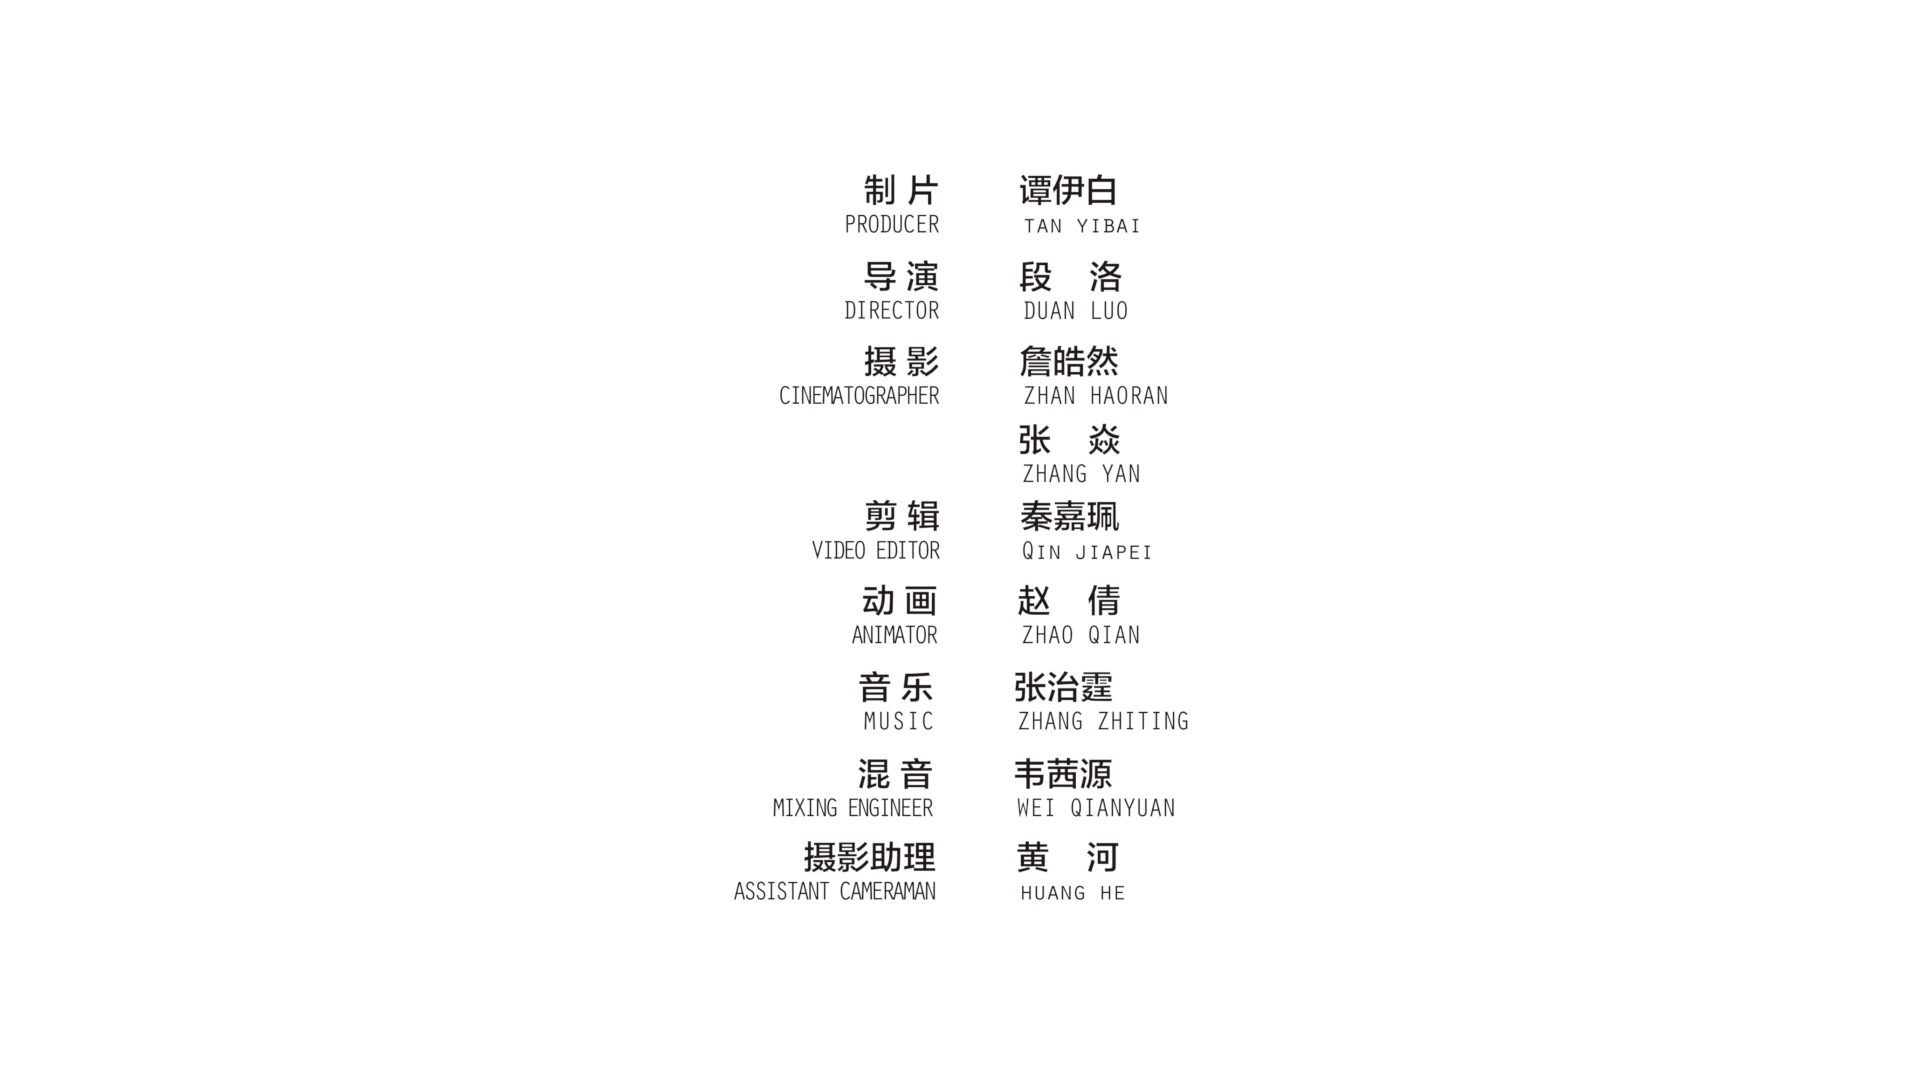 制 片 谭伊白
PRODUCER TAN YIBAI
导 演 段 洛
DIRECTOR DUAN LUO
摄 影 詹皓然
CINEMATOGRAPHER ZHAN HAORAN
张 焱
ZHANG YAN
剪 辑 秦嘉珮
VIDEO EDITOR QIN JIAPEI
动 画 赵 倩
ANIMATOR ZHAO QIAN
音 乐 张治霆
MUSIC ZHANG ZHITING
混 音 韦茜源
MIXING ENGINEER WEI QIANYUAN
摄影助理 黄 河
ASSISTANT CAMERAMAN HUANG HE